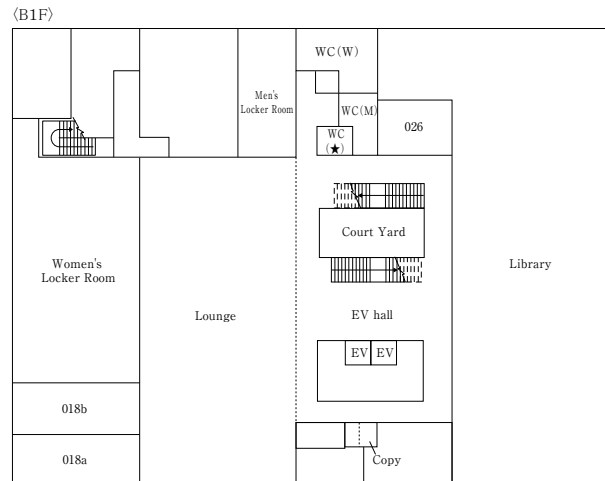 〈B1F〉
WC(W)
Men's
Locker Room
WC(M)
WC
(★)
026
Court Yard
Women's
Locker Room
Library
Lounge
EV hall
EV EV
018b
018a
Copy